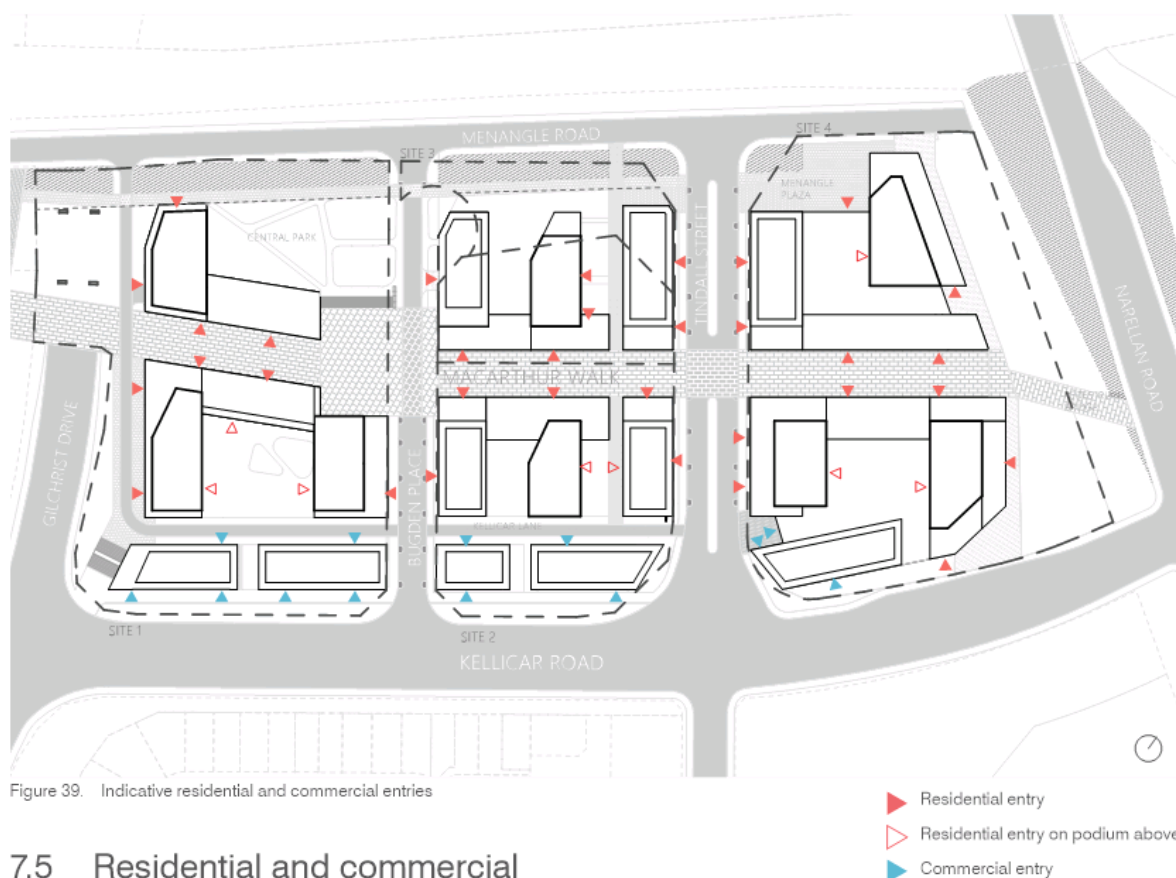 MENANGLE ROAD
SITE 4
SITE 3
MENANGLE
PLAZA
CENTRAL PARK
TINDALL STREET
NARELLAN ROAD
MACARTHUR WALK
GILCHRIST DRIVE
BUGDEN PLACE
KELLICAR LANE
SITE 1
SITE 2
KELLICAR ROAD
Figure 39. Indicative residential and commercial entries
Residential entry
Residential entry on podium above
Commercial entry
7.5 Residential and commercial